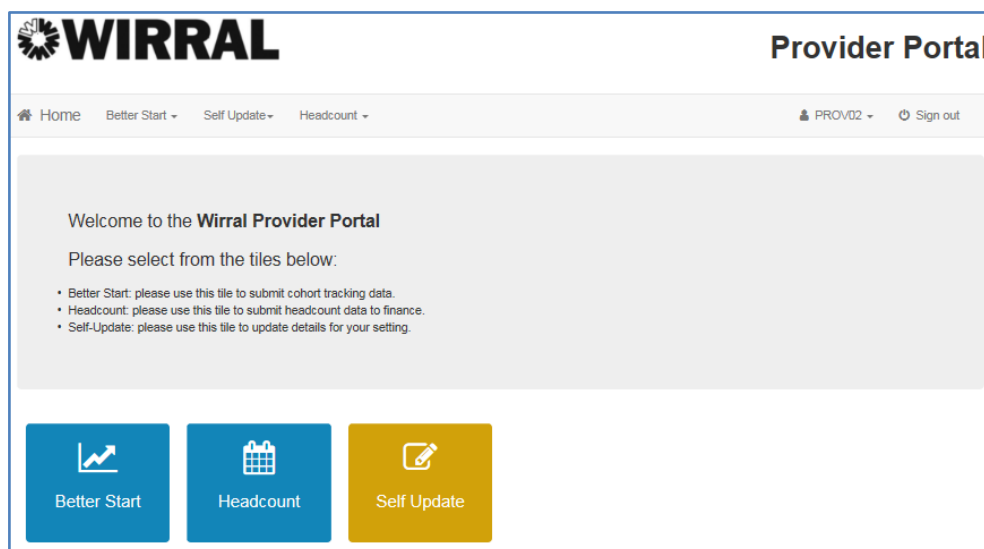 WIRRAL
Provider Portal
Home Better Start Self Update Headcount PROV02 Sign out
Welcome to the Wirral Provider Portal
Please select from the tiles below:
• Better Start: please use this tile to submit cohort tracking data.
• Headcount: please use this tile to submit headcount data to finance.
• Self-Update: please use this tile to update details for your setting.
Better Start Headcount Self Update